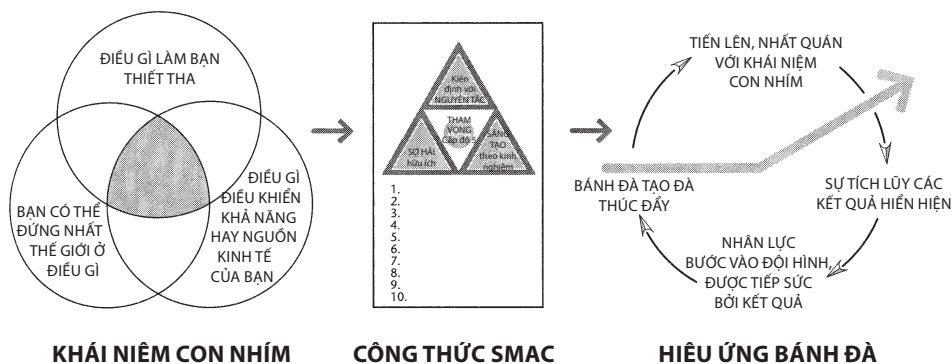 ĐIỀU GÌ LÀM BẠN
THIẾT THA
BẠN CÓ THỂ
ĐỨNG NHẤT
THẾ GIỚI Ở
ĐIỀU GÌ
ĐIỀU GÌ
ĐIỀU KHIỂN
KHẢ NĂNG
HAY NGUỒN
KINH TẾ
CỦA BẠN
KHÁI NIỆM CON NHÍM
Kiên
định với
NGUYÊN TẮC
THAM
VỌNG
Cấp độ 5
SỢ HÃI
hữu ích
SÁNG
TẠO
theo kinh
nghiệm
1.
2.
3.
4.
5.
6.
7.
8.
9.
10.
CÔNG THỨC SMAC
TIẾN LÊN, NHẤT QUÁN
VỚI KHÁI NIỆM
CON NHÍM
SỰ TÍCH LŨY CÁC
KẾT QUẢ HIỂN HIỆN
NHÂN LỰC
BƯỚC VÀO ĐỘI HÌNH,
ĐƯỢC TIẾP SỨC
BỞI KẾT QUẢ
BÁNH ĐÀ TẠO ĐÀ
THÚC ĐẨY
HIỆU ỨNG BÁNH ĐÀ